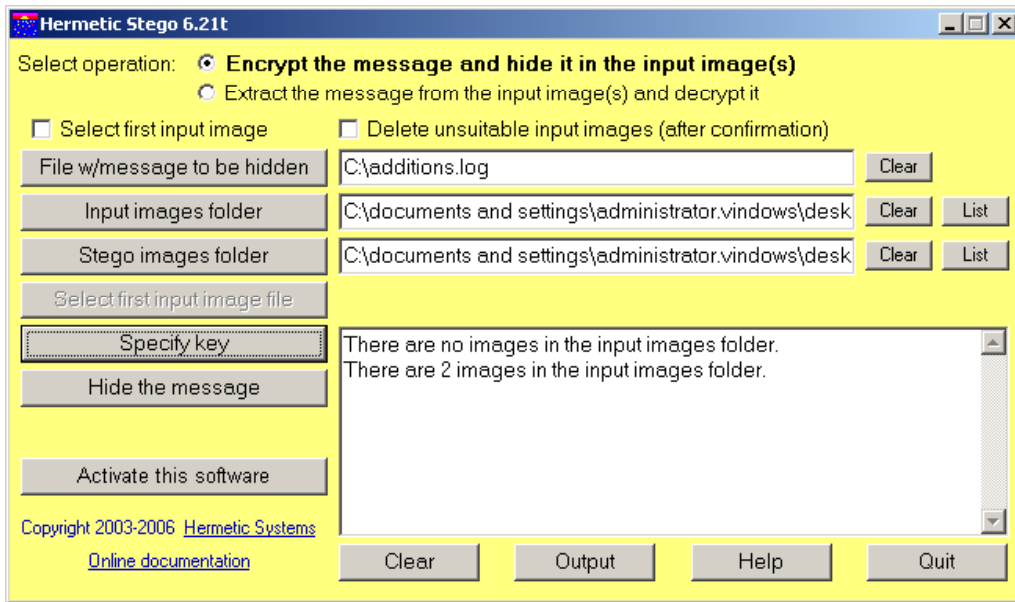 Hermetic Stego 6.21t
Select operation: Encrypt the message and hide it in the input image(s)
Extract the message from the input image(s) and decrypt it
Select first input image Delete unsuitable input images (after confirmation)
File w/message to be hidden C:\additions.log Clear
Input images folder C:\documents and settings\administrator.vindows\desk Clear List
Stego images folder C:\documents and settings\administrator.vindows\desk Clear List
Select first input image file
Specify key There are no images in the input images folder.
There are 2 images in the input images folder.
Hide the message
Activate this software
Copyright 2003-2006 Hermetic Systems
Online documentation Clear Output Help Quit